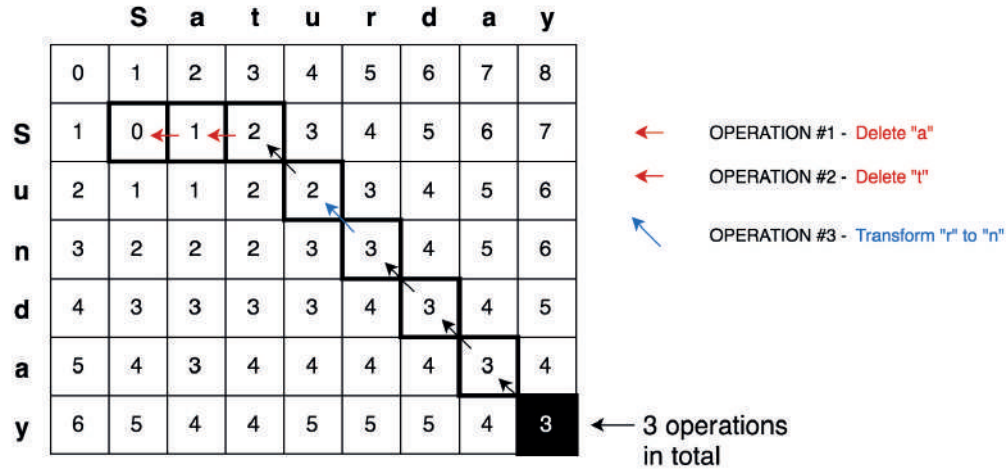 S a t u r d a y
0 1 2 3 4 5 6 7 8
S 1 0 1 2 3 4 5 6 7
OPERATION #1 - Delete "a"
u 2 1 1 2 2 3 4 5 6
OPERATION #2 - Delete "t"
n 3 2 2 2 3 3 4 5 6
OPERATION #3 - Transform "r" to "n"
d 4 3 3 3 3 4 3 4 5
a 5 4 3 4 4 4 4 3 4
y 6 5 4 4 5 5 5 4 3
3 operations
in total